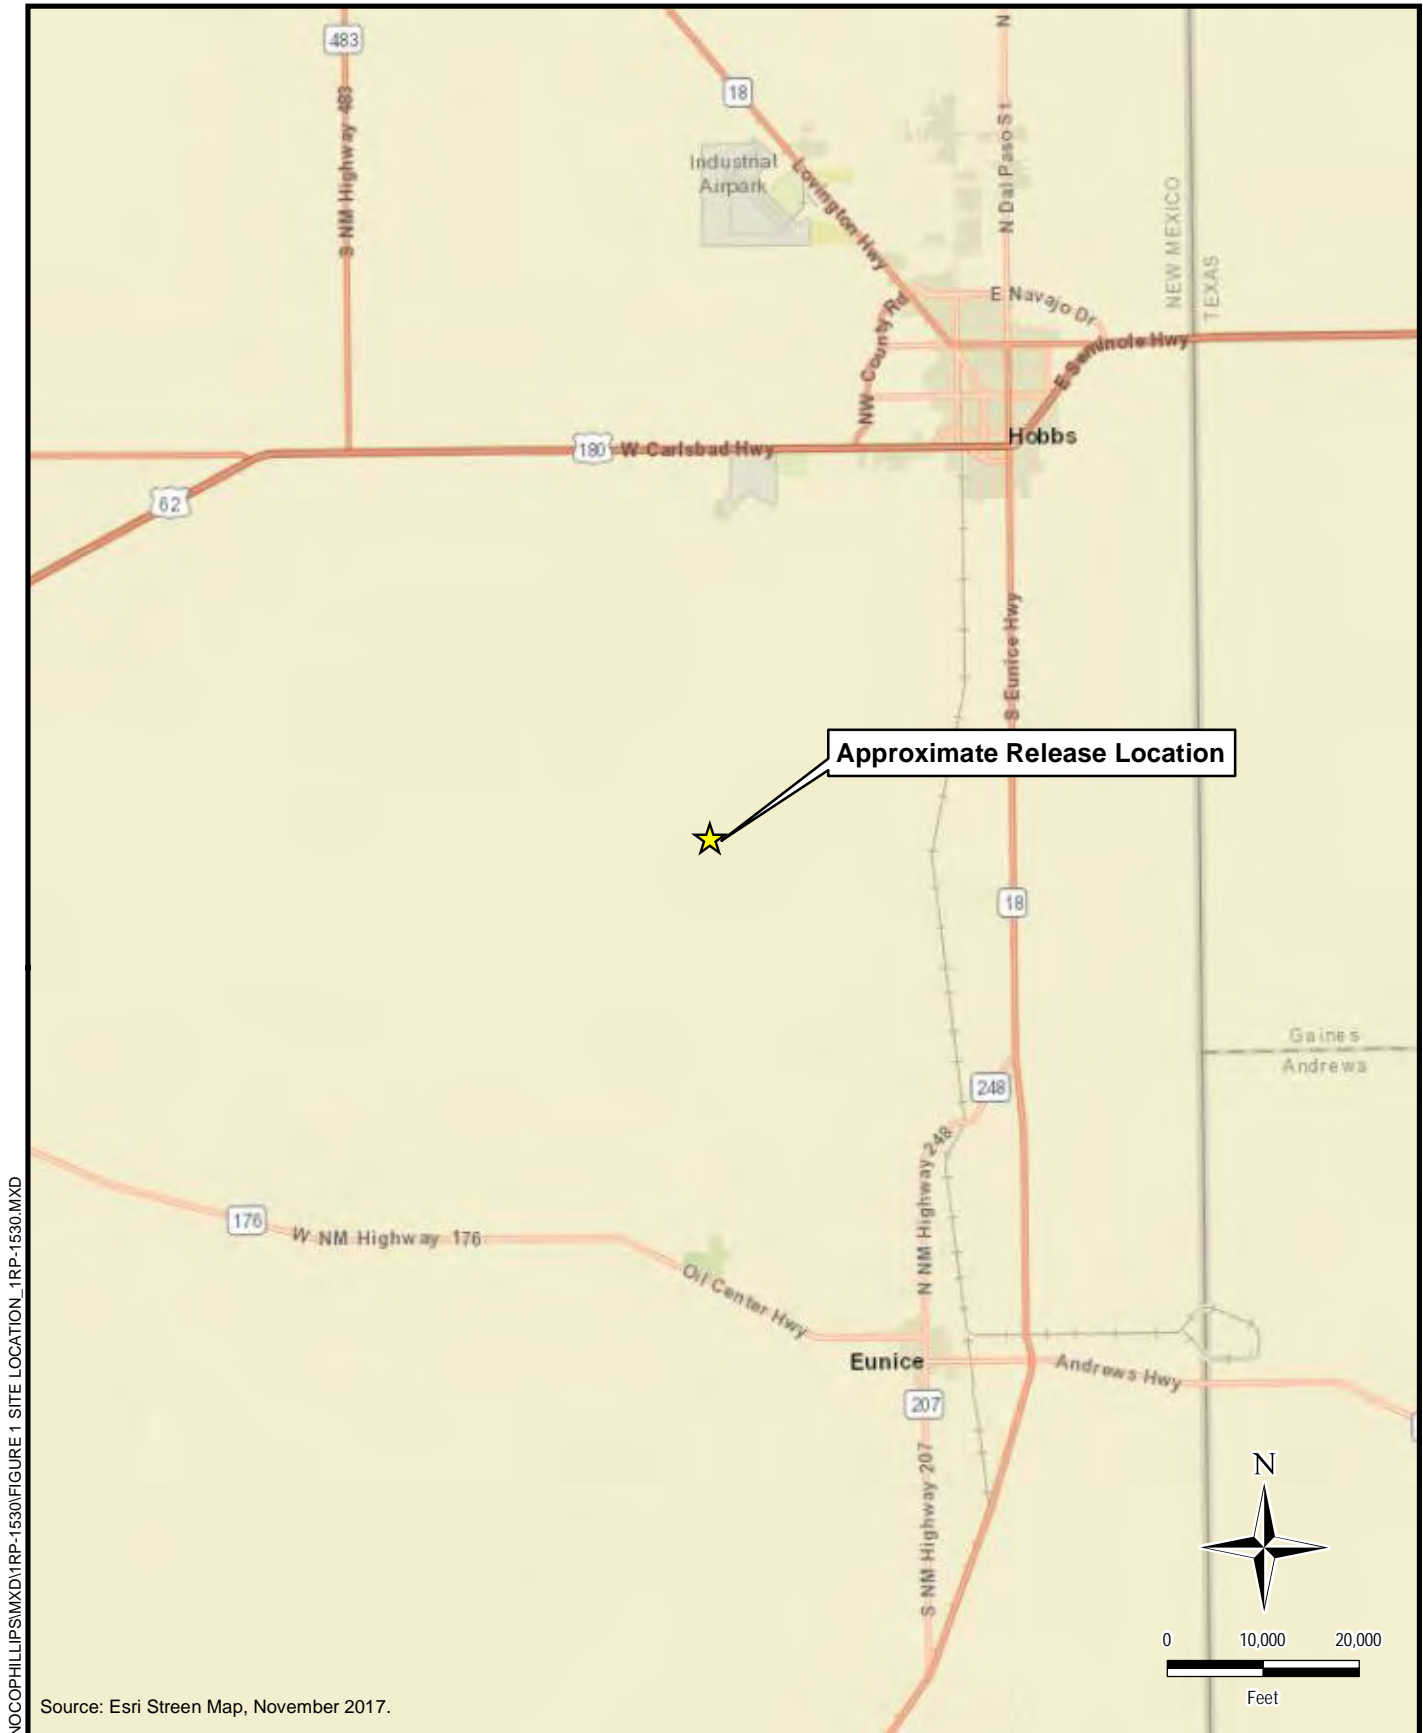 483
S NM Highway 483
18
Industrial
Airpark
Lovington Hwy
N
N Dal Paso St
NEW MEXICO
TEXAS
NW County Rd
E Navajo Dr
E Seminole Hwy
Hobbs
180
W Carlsbad Hwy
62
S Eunice Hwy
Approximate Release Location
18
Gaines
Andrews
248
N NM Highway 248
176
W NM Highway 176
Oil Center Hwy
Eunice
Andrews Hwy
207
S NM Highway 207
N
0 10,000 20,000
Feet
Source: Esri Streen Map, November 2017.
NOCOPHILLIPS\MXD\1RP-1530\FIGURE 1 SITE LOCATION_1RP-1530.MXD